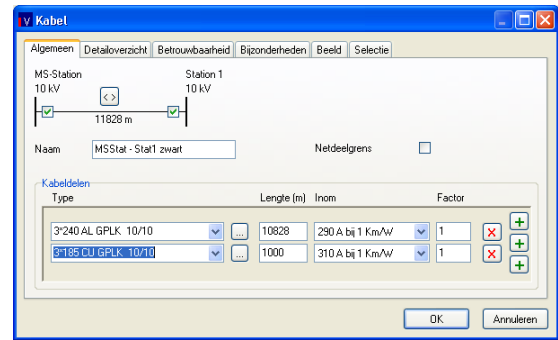 Kabel
Algemeen Detailoverzicht Betrouwbaarheid Bijzonderheden Beeld Selectie
MS-Station Station 1
10 kV 10 kV
<>
11828 m
Naam MSStat - Stat1 zwart Netdeelgrens
Kabeldelen
Type Lengte (m) Inom Factor
3*240 AL GPLK 10/10 ... 10828 290 A bij 1 Km/W 1
3*185 CU GPLK 10/10 ... 1000 310 A bij 1 Km/W 1
OK Annuleren